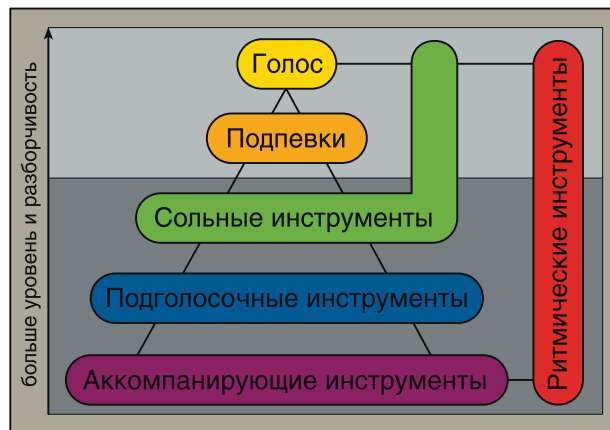 Голос
Подпевки
Сольные инструменты
Подголосочные инструменты
Аккомпанирующие инструменты
Ритмические инструменты
больше уровень и разборчивость